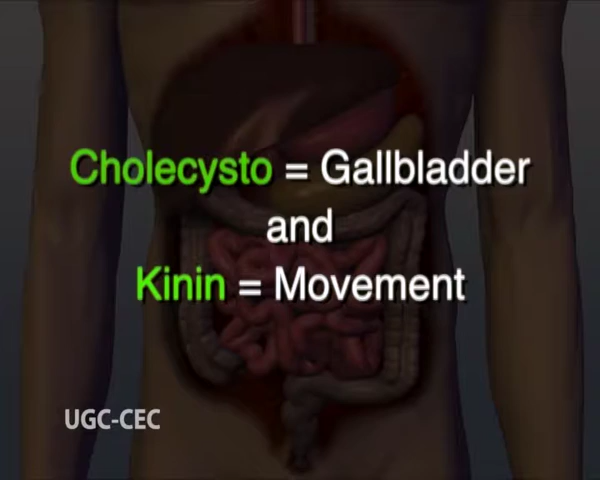 Cholecysto = Gallbladder
and
Kinin = Movement
UGC-CEC